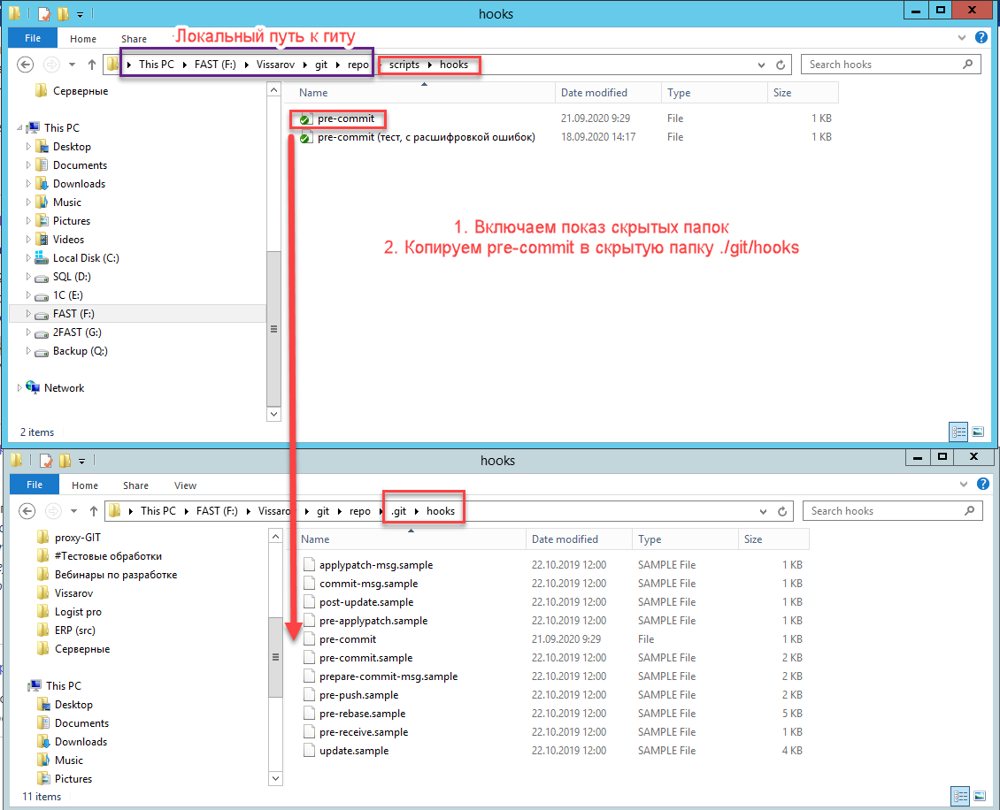 hooks
File Home Share
Локальный путь к гиту
This PC FAST (F:) Vissarov git repo scripts hooks
Search hooks
Серверные
This PC
Desktop
Documents
Downloads
Music
Pictures
Videos
Local Disk (C:)
SQL (D:)
1C (E:)
FAST (F:)
2FAST (G:)
Backup (Q:)
Network
2 items
Name Date modified Type Size
pre-commit 21.09.2020 9:29 File 1 KB
pre-commit (тест, с расшифровкой ошибок) 18.09.2020 14:17 File 1 KB
1. Включаем показ скрытых папок
2. Копируем pre-commit в скрытую папку ./git/hooks
hooks
File Home Share View
This PC FAST (F:) Vissaro git repo .git hooks
Search hooks
proxy-GIT
#Тестовые обработки
Вебинары по разработке
Vissarov
Logist pro
ERP (src)
Серверные
This PC
Desktop
Documents
Downloads
Music
Pictures
11 items
Name Date modified Type Size
applypatch-msg.sample 22.10.2019 12:00 SAMPLE File 1 KB
commit-msg.sample 22.10.2019 12:00 SAMPLE File 1 KB
post-update.sample 22.10.2019 12:00 SAMPLE File 1 KB
pre-applypatch.sample 22.10.2019 12:00 SAMPLE File 1 KB
pre-commit 21.09.2020 9:29 File 1 KB
pre-commit.sample 22.10.2019 12:00 SAMPLE File 2 KB
prepare-commit-msg.sample 22.10.2019 12:00 SAMPLE File 2 KB
pre-push.sample 22.10.2019 12:00 SAMPLE File 2 KB
pre-rebase.sample 22.10.2019 12:00 SAMPLE File 5 KB
pre-receive.sample 22.10.2019 12:00 SAMPLE File 1 KB
update.sample 22.10.2019 12:00 SAMPLE File 4 KB